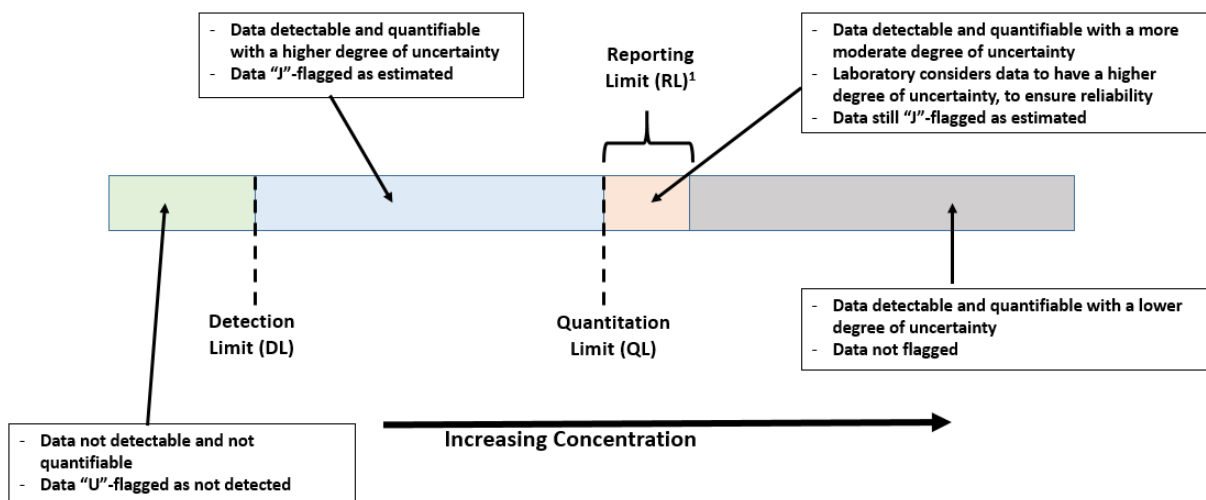 - Data detectable and quantifiable
with a higher degree of uncertainty
- Data “J”-flagged as estimated
Reporting
Limit (RL)1
- Data detectable and quantifiable with a more
moderate degree of uncertainty
- Laboratory considers data to have a higher
degree of uncertainty, to ensure reliability
- Data still “J”-flagged as estimated
Detection
Limit (DL)
Quantitation
Limit (QL)
- Data detectable and quantifiable with a lower
degree of uncertainty
- Data not flagged
- Data not detectable and not
quantifiable
- Data “U”-flagged as not detected
Increasing Concentration